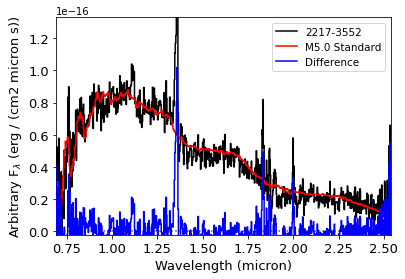 1e−16
2217-3552
M5.0 Standard
Difference
1.2
1.0
0.8
0.6
0.4
0.2
0.0
Arbitrary Fλ (erg / (cm2 micron s))
0.75 1.00 1.25 1.50 1.75 2.00 2.25 2.50
Wavelength (micron)